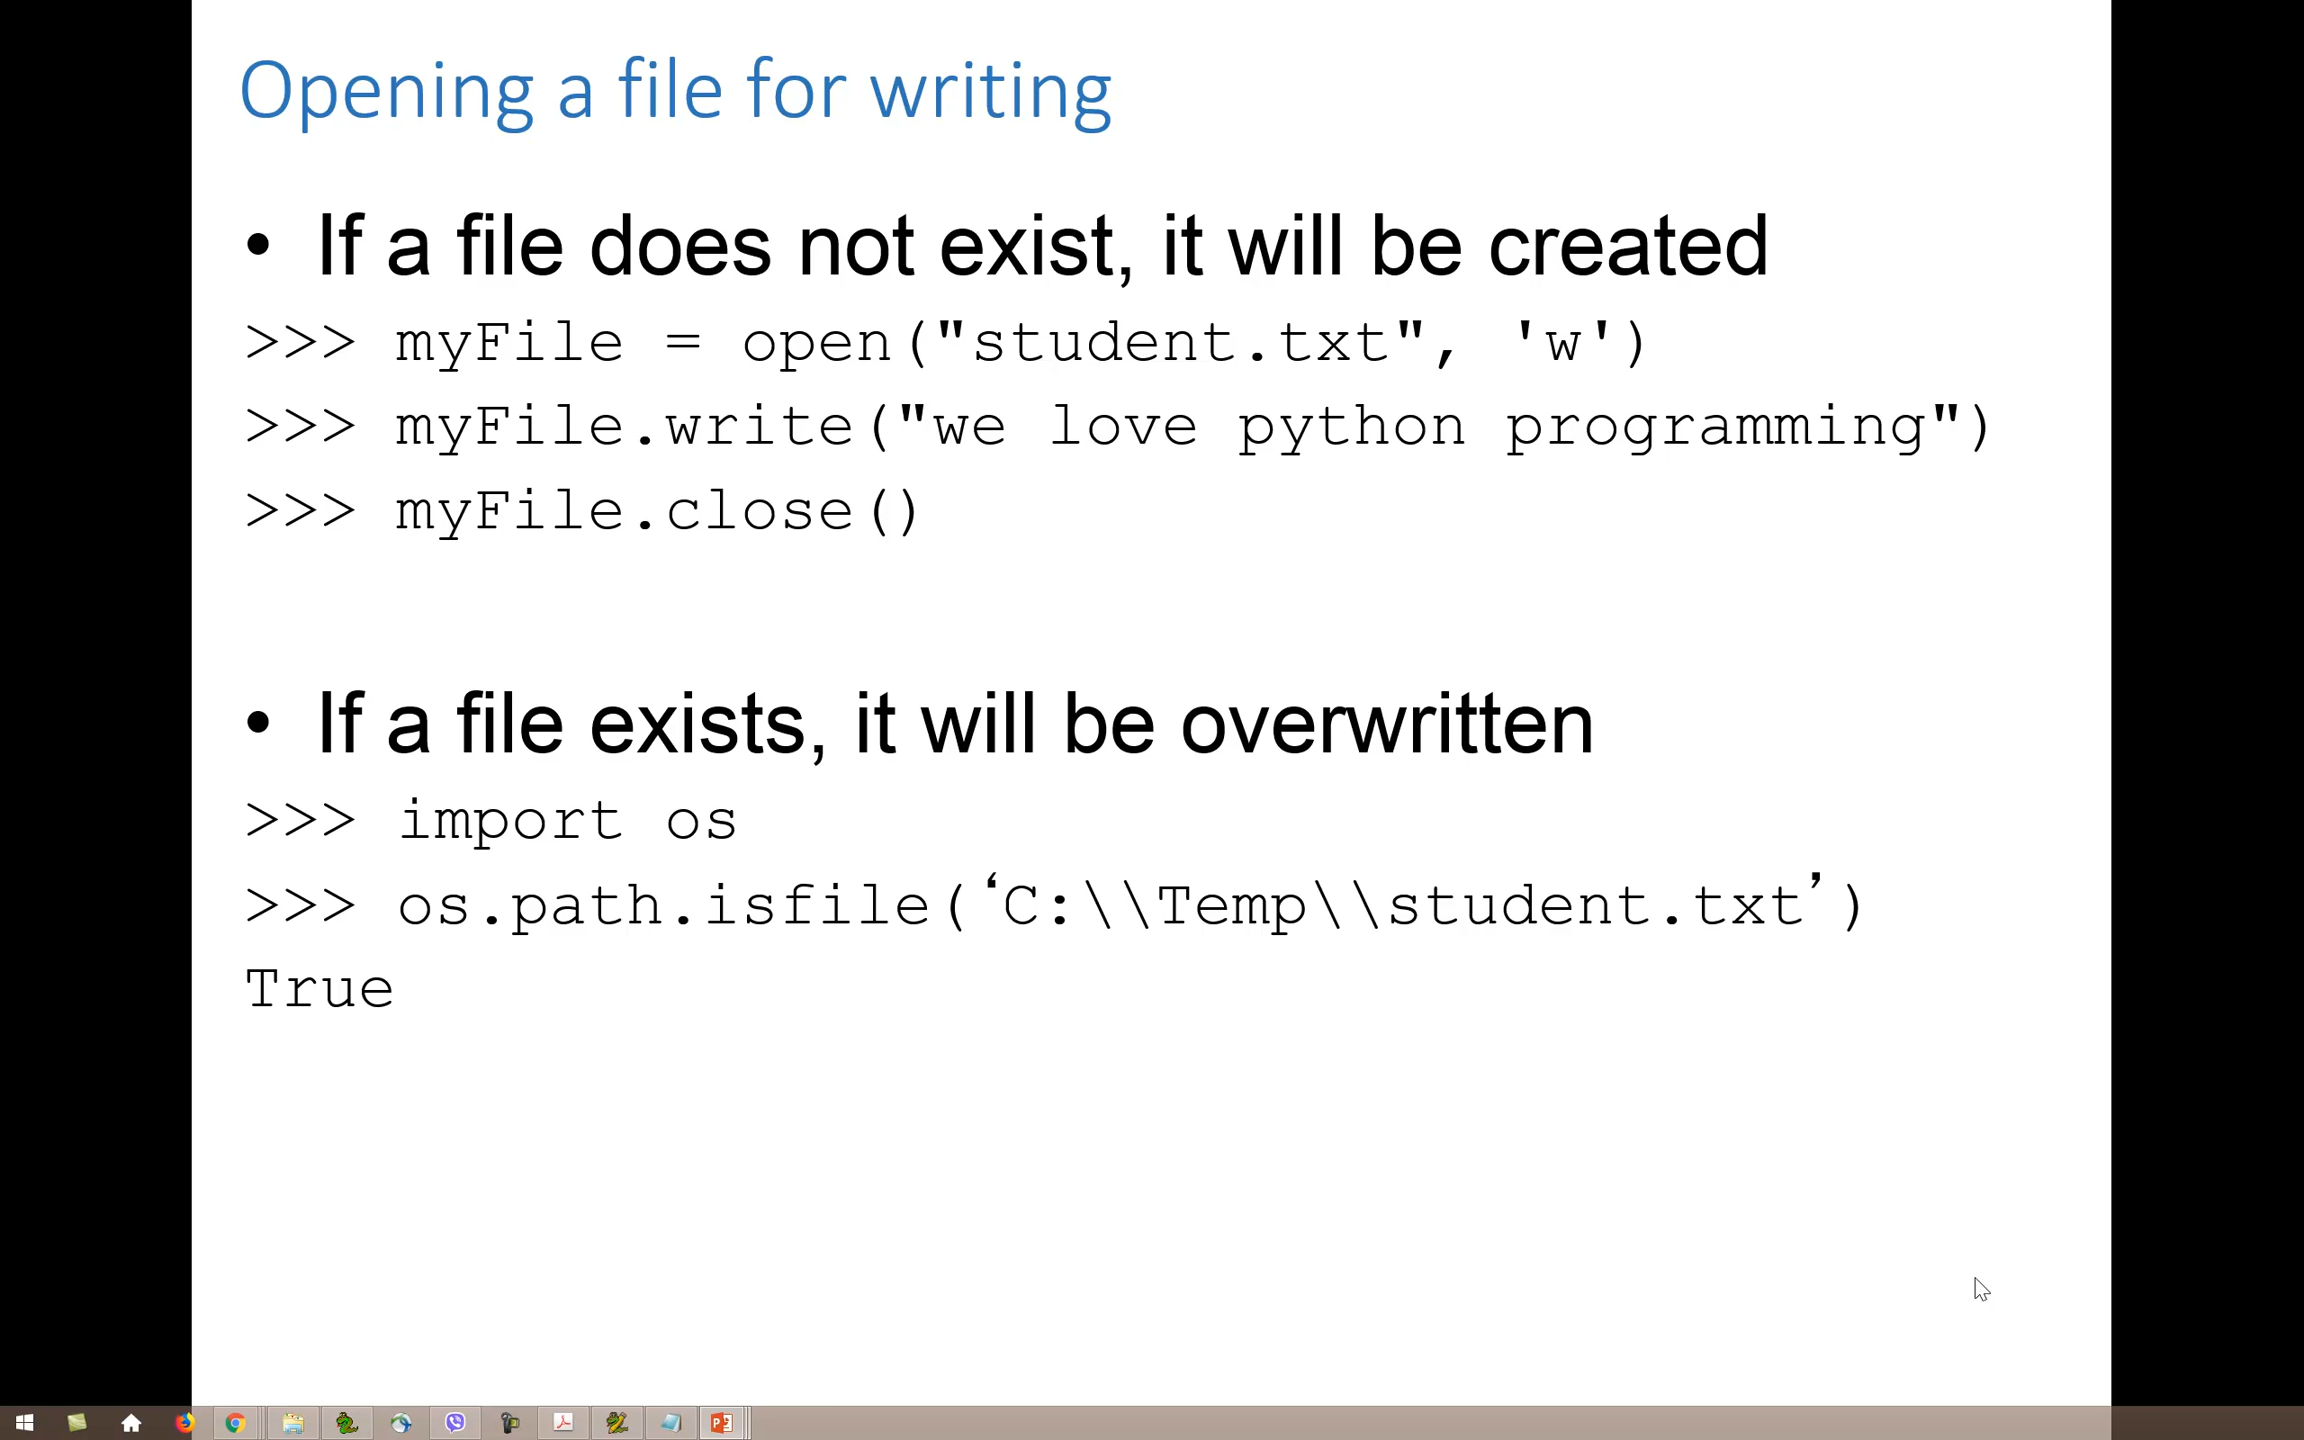 Opening a file for writing
• If a file does not exist, it will be created
>>> myFile = open("student.txt", 'w')
>>> myFile.write("we love python programming")
>>> myFile.close()
• If a file exists, it will be overwritten
>>> import os
>>> os.path.isfile(‘C:\\Temp\\student.txt’)
True